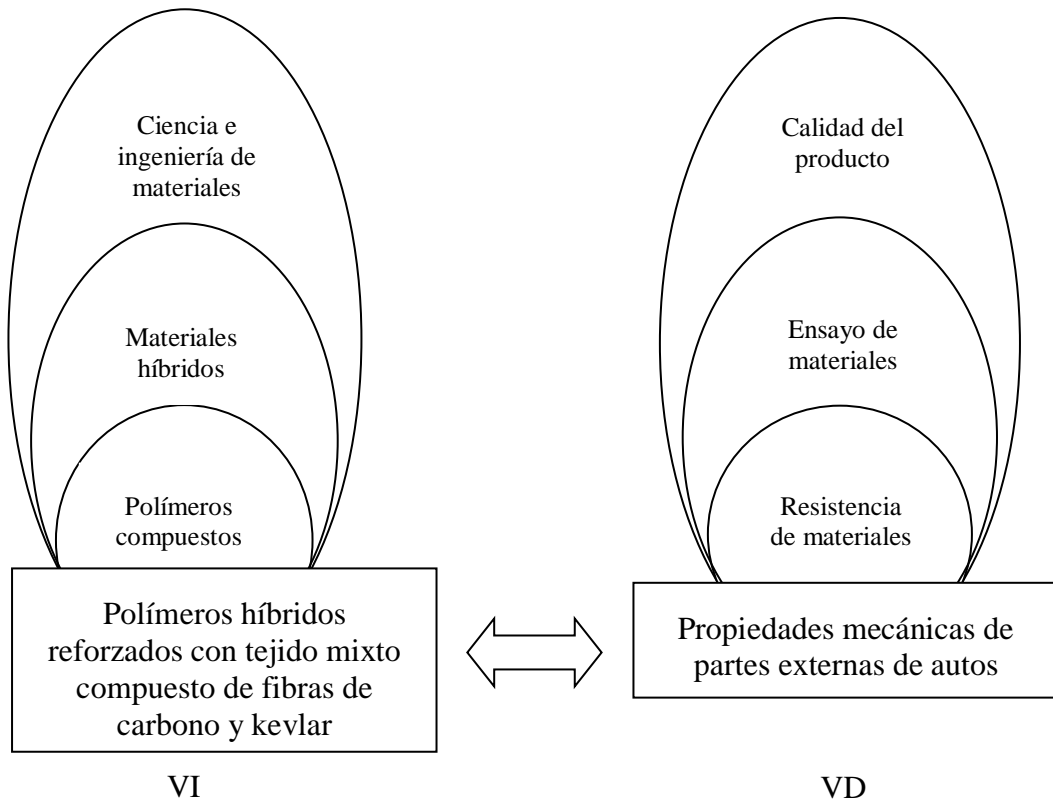 Ciencia e
ingeniería de
materiales
Materiales
híbridos
Polímeros
compuestos
Polímeros híbridos
reforzados con tejido mixto
compuesto de fibras de
carbono y kevlar
VI
Calidad del
producto
Ensayo de
materiales
Resistencia
de materiales
Propiedades mecánicas de
partes externas de autos
VD